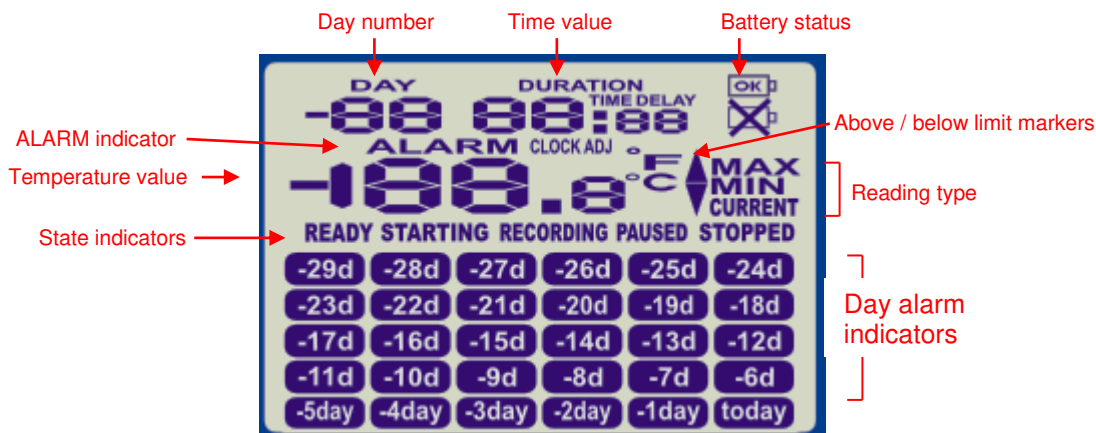 Day number Time value Battery status
DAY DURATION OK
-88 88:88 TIME DELAY
ALARM indicator ALARM CLOCK ADJ Above / below limit markers
Temperature value -188.8 °F °C MAX
MIN Reading type
CURRENT
State indicators READY STARTING RECORDING PAUSED STOPPED
-29d -28d -27d -26d -25d -24d
-23d -22d -21d -20d -19d -18d
Day alarm
indicators
-17d -16d -15d -14d -13d -12d
-11d -10d -9d -8d -7d -6d
-5day -4day -3day -2day -1day today